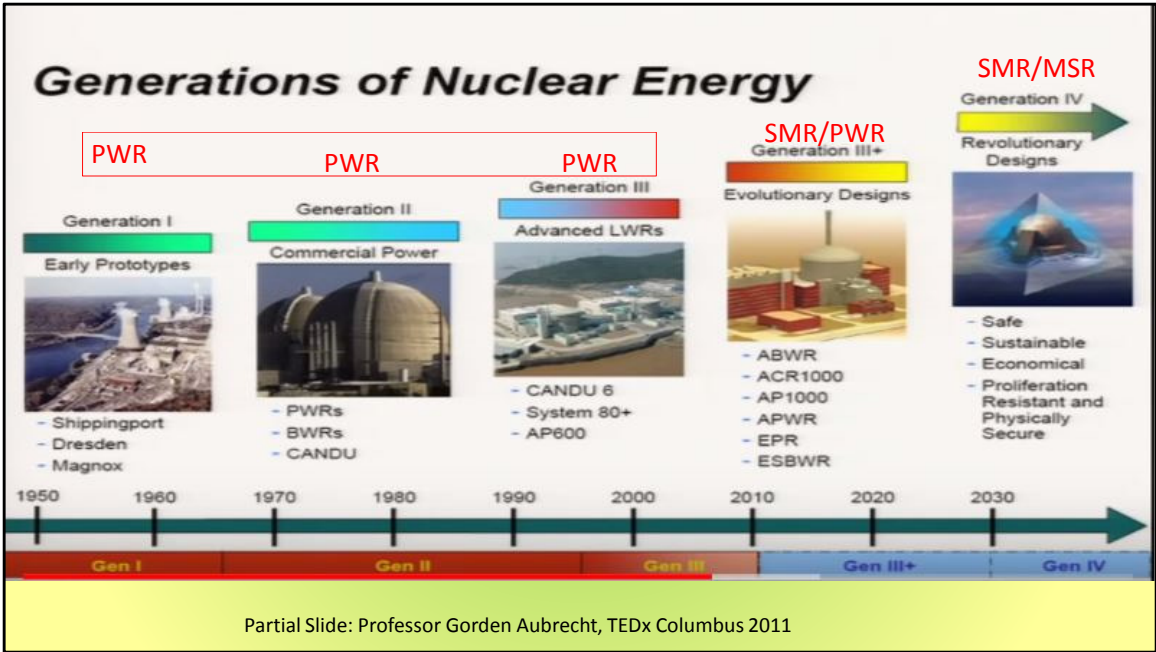 Generations of Nuclear Energy
PWR
PWR
PWR
SMR/PWR
SMR/MSR
Generation I
Early Prototypes
- Shippingport
- Dresden
- Magnox
Generation II
Commercial Power
- PWRs
- BWRs
- CANDU
Generation III
Advanced LWRs
- CANDU 6
- System 80+
- AP600
Generation III+
Evolutionary Designs
- ABWR
- ACR1000
- AP1000
- APWR
- EPR
- ESBWR
Generation IV
Revolutionary
Designs
- Safe
- Sustainable
- Economical
- Proliferation
Resistant and
Physically
Secure
1950 1960 1970 1980 1990 2000 2010 2020 2030
Gen I Gen II Gen III Gen III+ Gen IV
Partial Slide: Professor Gorden Aubrecht, TEDx Columbus 2011